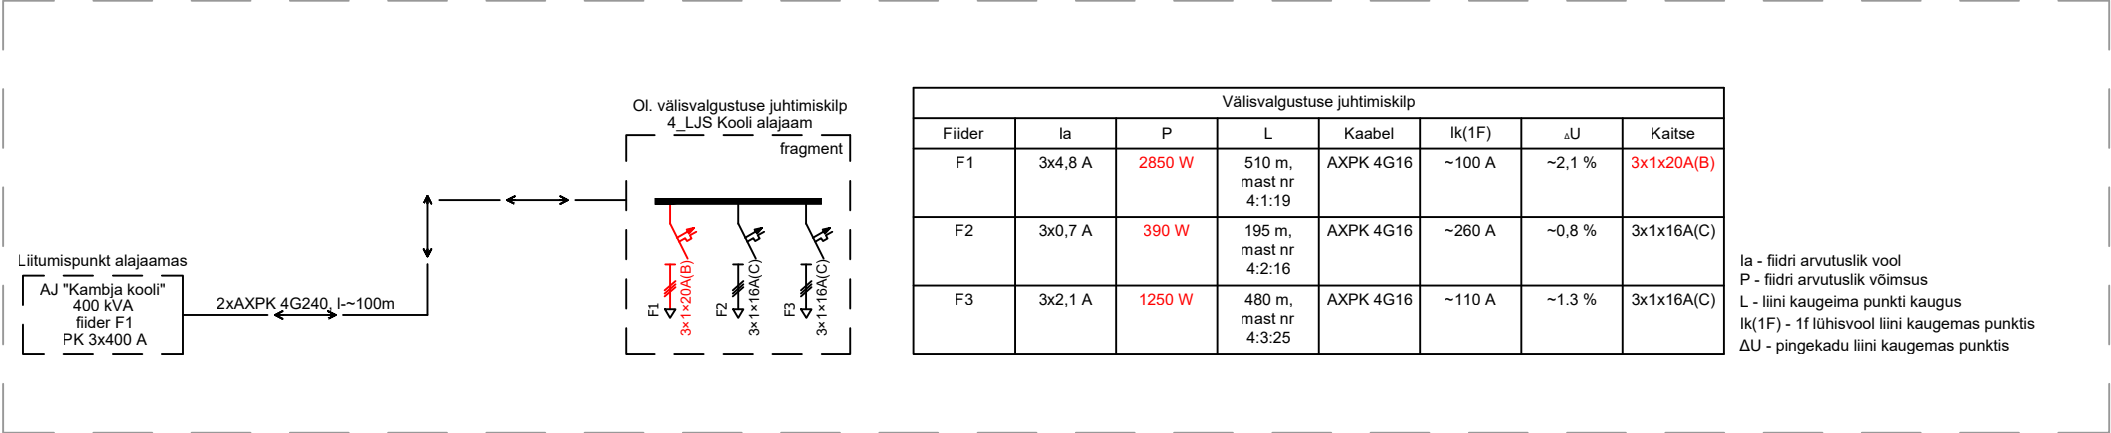 Liitumispunkt alajaamas
AJ "Kambja kooli"
400 kVA
fiider F1
PK 3x400 A
2xAXPK 4G240, l-~100m
Ol. välisvalgustuse juhtimiskilp
4_LJS Kooli alajaam
fragment
F1
3×1×20A(B)
F2
3×1×16A(C)
F3
3×1×16A(C)
Välisvalgustuse juhtimiskilp
Fiider Ia P L Kaabel Ik(1F) ΔU Kaitse
F1 3x4,8 A 2850 W 510 m, AXPK 4G16 ~100 A ~2,1 % 3x1x20A(B)
mast nr
4:1:19
F2 3x0,7 A 390 W 195 m, AXPK 4G16 ~260 A ~0,8 % 3x1x16A(C)
mast nr
4:2:16
F3 3x2,1 A 1250 W 480 m, AXPK 4G16 ~110 A ~1.3 % 3x1x16A(C)
mast nr
4:3:25
Ia - fiidri arvutuslik vool
P - fiidri arvutuslik võimsus
L - liini kaugeima punkti kaugus
Ik(1F) - 1f lühisvool liini kaugemas punktis
ΔU - pingekadu liini kaugemas punktis